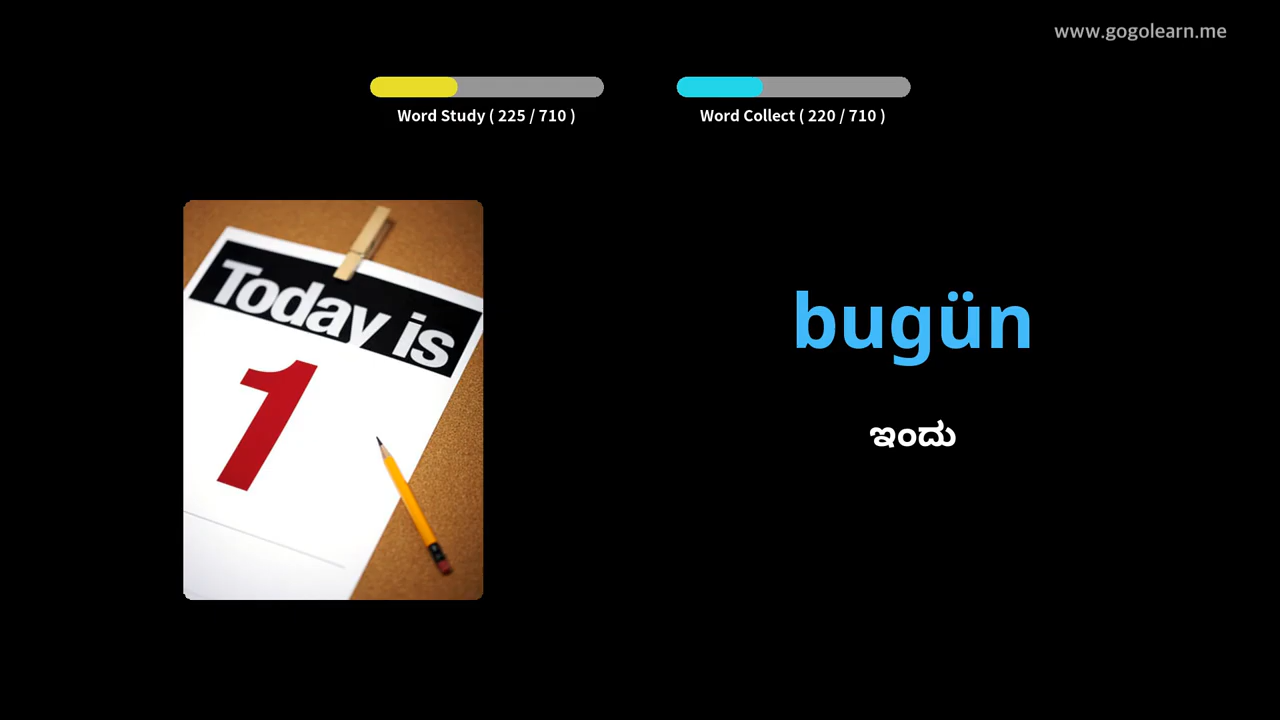 www.gogolearn.me
Word Study ( 225 / 710 )
Word Collect ( 220 / 710 )
Today is
1
bugün
ಇಂದು